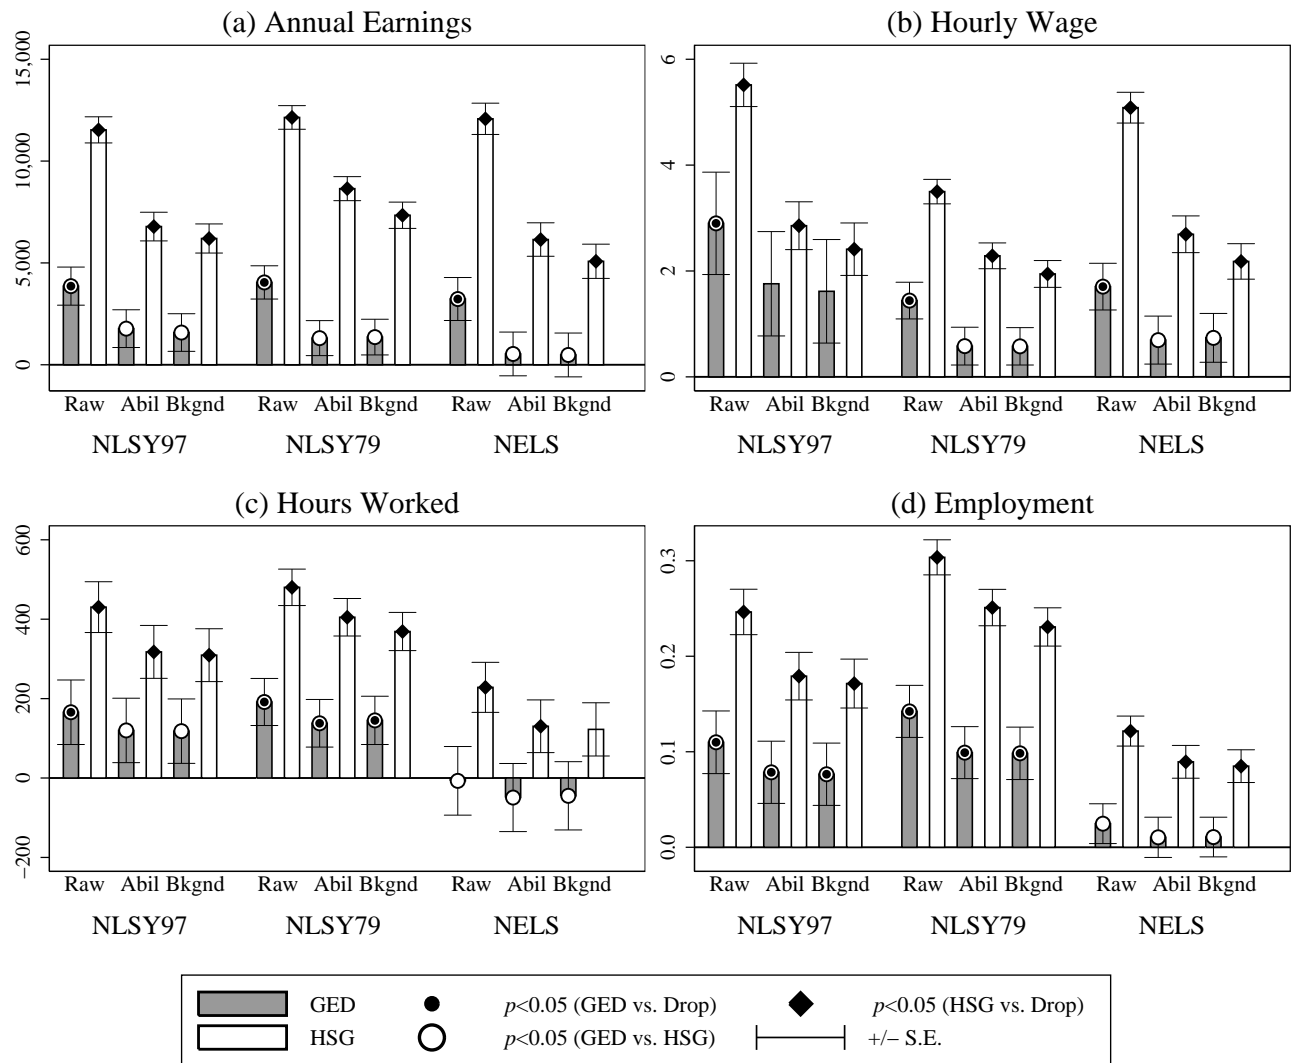 (a) Annual Earnings
15,000
10,000
5,000
0
Raw Abil Bkgnd Raw Abil Bkgnd Raw Abil Bkgnd
NLSY97 NLSY79 NELS
(b) Hourly Wage
6
4
2
0
Raw Abil Bkgnd Raw Abil Bkgnd Raw Abil Bkgnd
NLSY97 NLSY79 NELS
(c) Hours Worked
600
400
200
0
−200
Raw Abil Bkgnd Raw Abil Bkgnd Raw Abil Bkgnd
NLSY97 NLSY79 NELS
(d) Employment
0.3
0.2
0.1
0.0
Raw Abil Bkgnd Raw Abil Bkgnd Raw Abil Bkgnd
NLSY97 NLSY79 NELS
GED p<0.05 (GED vs. Drop) p<0.05 (HSG vs. Drop)
HSG p<0.05 (GED vs. HSG) +/− S.E.